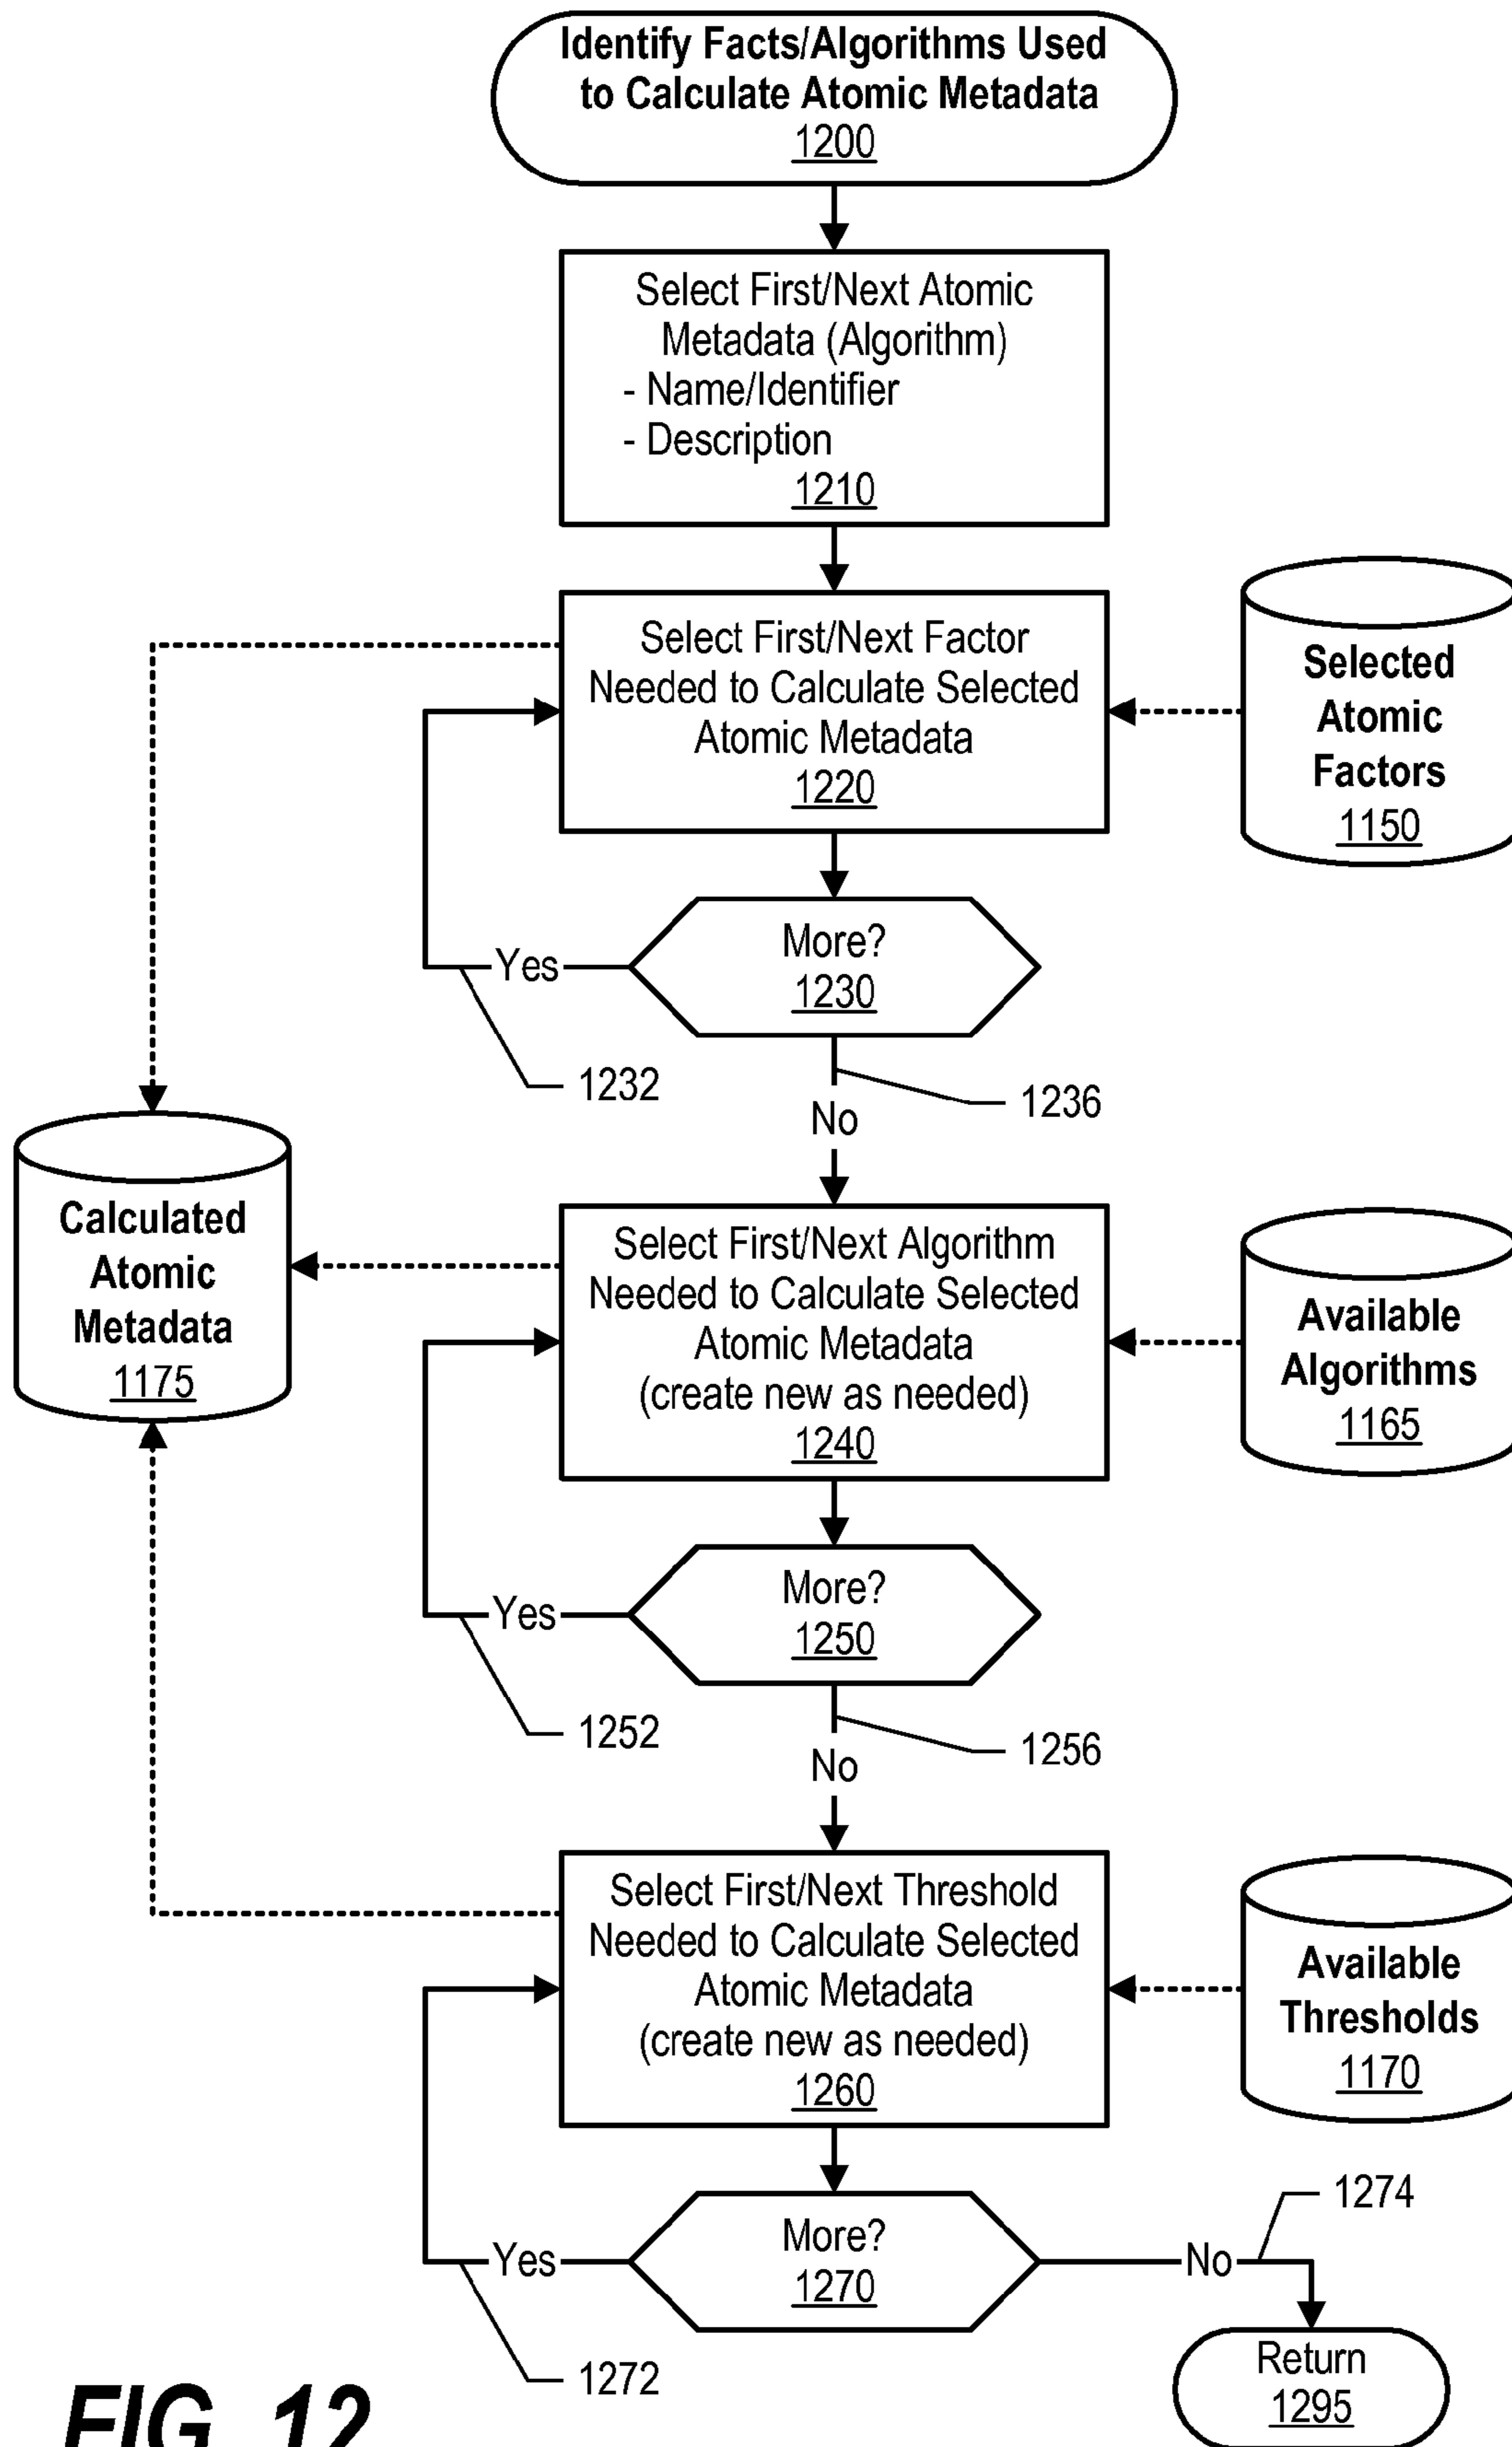 Identify Facts/Algorithms Used
to Calculate Atomic Metadata
1200
Select First/Next Atomic
Metadata (Algorithm)
- Name/Identifier
- Description
1210
Select First/Next Factor
Needed to Calculate Selected
Atomic Metadata
1220
Selected
Atomic
Factors
1150
More?
1230
Yes
1232
1236
No
Calculated
Atomic
Metadata
1175
Select First/Next Algorithm
Needed to Calculate Selected
Atomic Metadata
(create new as needed)
1240
Available
Algorithms
1165
More?
1250
Yes
1252
1256
No
Select First/Next Threshold
Needed to Calculate Selected
Atomic Metadata
(create new as needed)
1260
Available
Thresholds
1170
More?
1270
Yes
1272
No
1274
Return
1295
FIG. 12